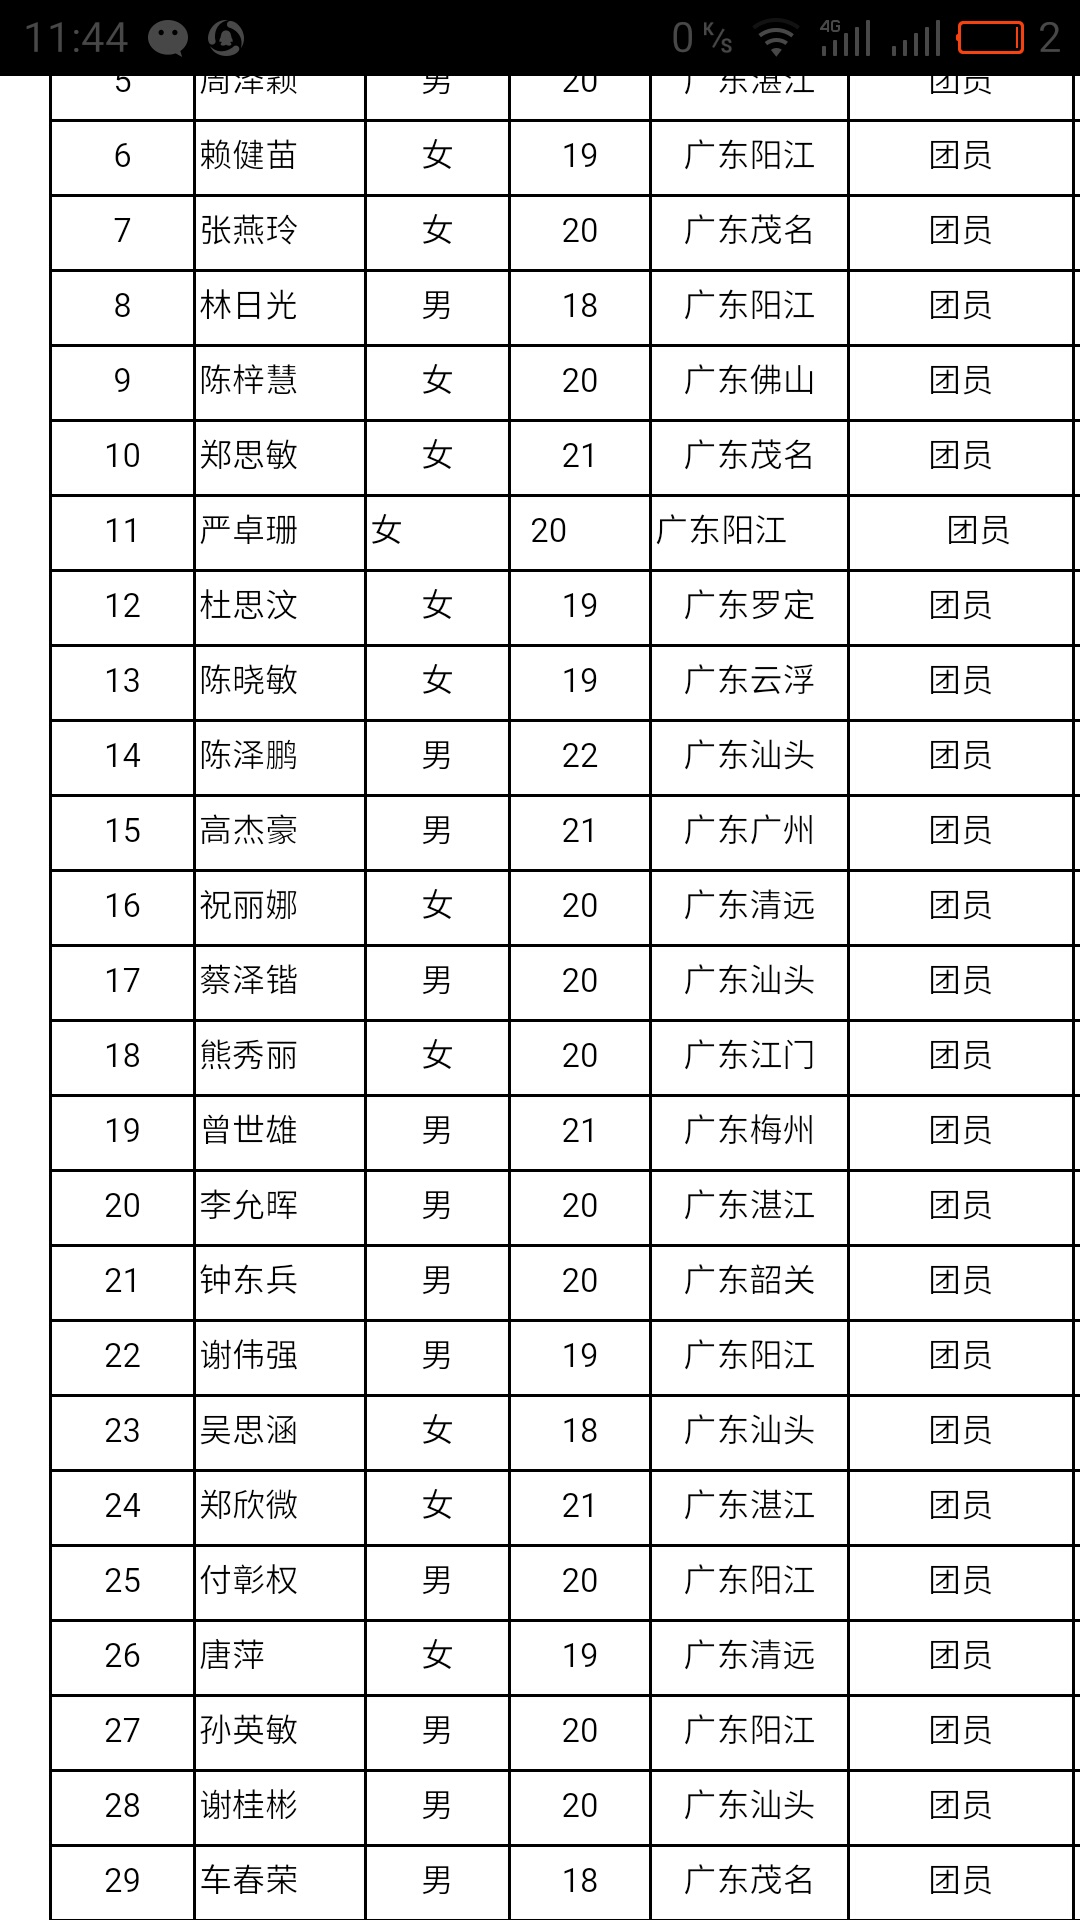 11:44 0 K/s 4G 2
5 周泽颖 男 20 广东湛江 团员
6 赖健苗 女 19 广东阳江 团员
7 张燕玲 女 20 广东茂名 团员
8 林日光 男 18 广东阳江 团员
9 陈梓慧 女 20 广东佛山 团员
10 郑思敏 女 21 广东茂名 团员
11 严卓珊 女 20 广东阳江 团员
12 杜思汶 女 19 广东罗定 团员
13 陈晓敏 女 19 广东云浮 团员
14 陈泽鹏 男 22 广东汕头 团员
15 高杰豪 男 21 广东广州 团员
16 祝丽娜 女 20 广东清远 团员
17 蔡泽锴 男 20 广东汕头 团员
18 熊秀丽 女 20 广东江门 团员
19 曾世雄 男 21 广东梅州 团员
20 李允晖 男 20 广东湛江 团员
21 钟东兵 男 20 广东韶关 团员
22 谢伟强 男 19 广东阳江 团员
23 吴思涵 女 18 广东汕头 团员
24 郑欣微 女 21 广东湛江 团员
25 付彰权 男 20 广东阳江 团员
26 唐萍 女 19 广东清远 团员
27 孙英敏 男 20 广东阳江 团员
28 谢桂彬 男 20 广东汕头 团员
29 车春荣 男 18 广东茂名 团员